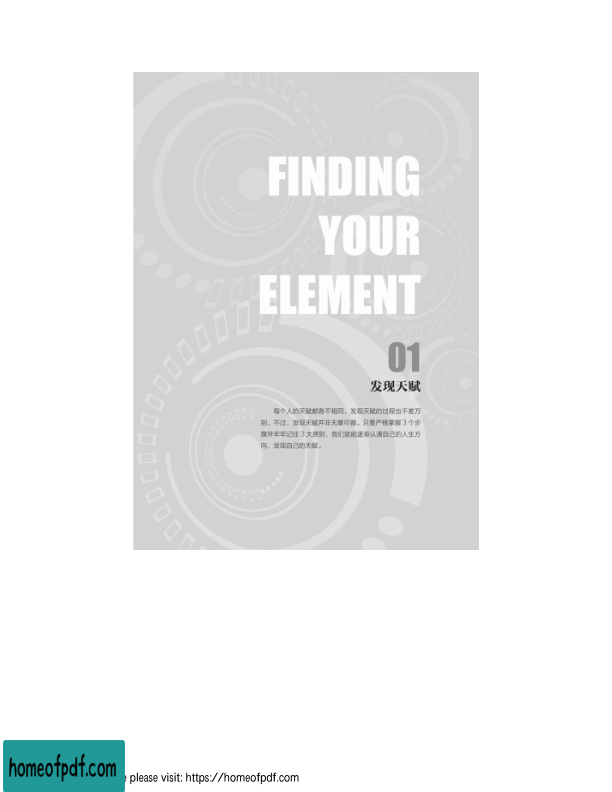 FINDING
YOUR
ELEMENT
01
发现天赋
每个人的天赋都各不相同，发现天赋的过程也千差万
别。不过，发现天赋并非无章可循。只要严格掌握 3 个步
骤并牢牢记住 3 大原则，我们就能逐渐认清自己的人生方
向，发现自己的天赋。
homeofpdf.com
please visit: https://homeofpdf.com